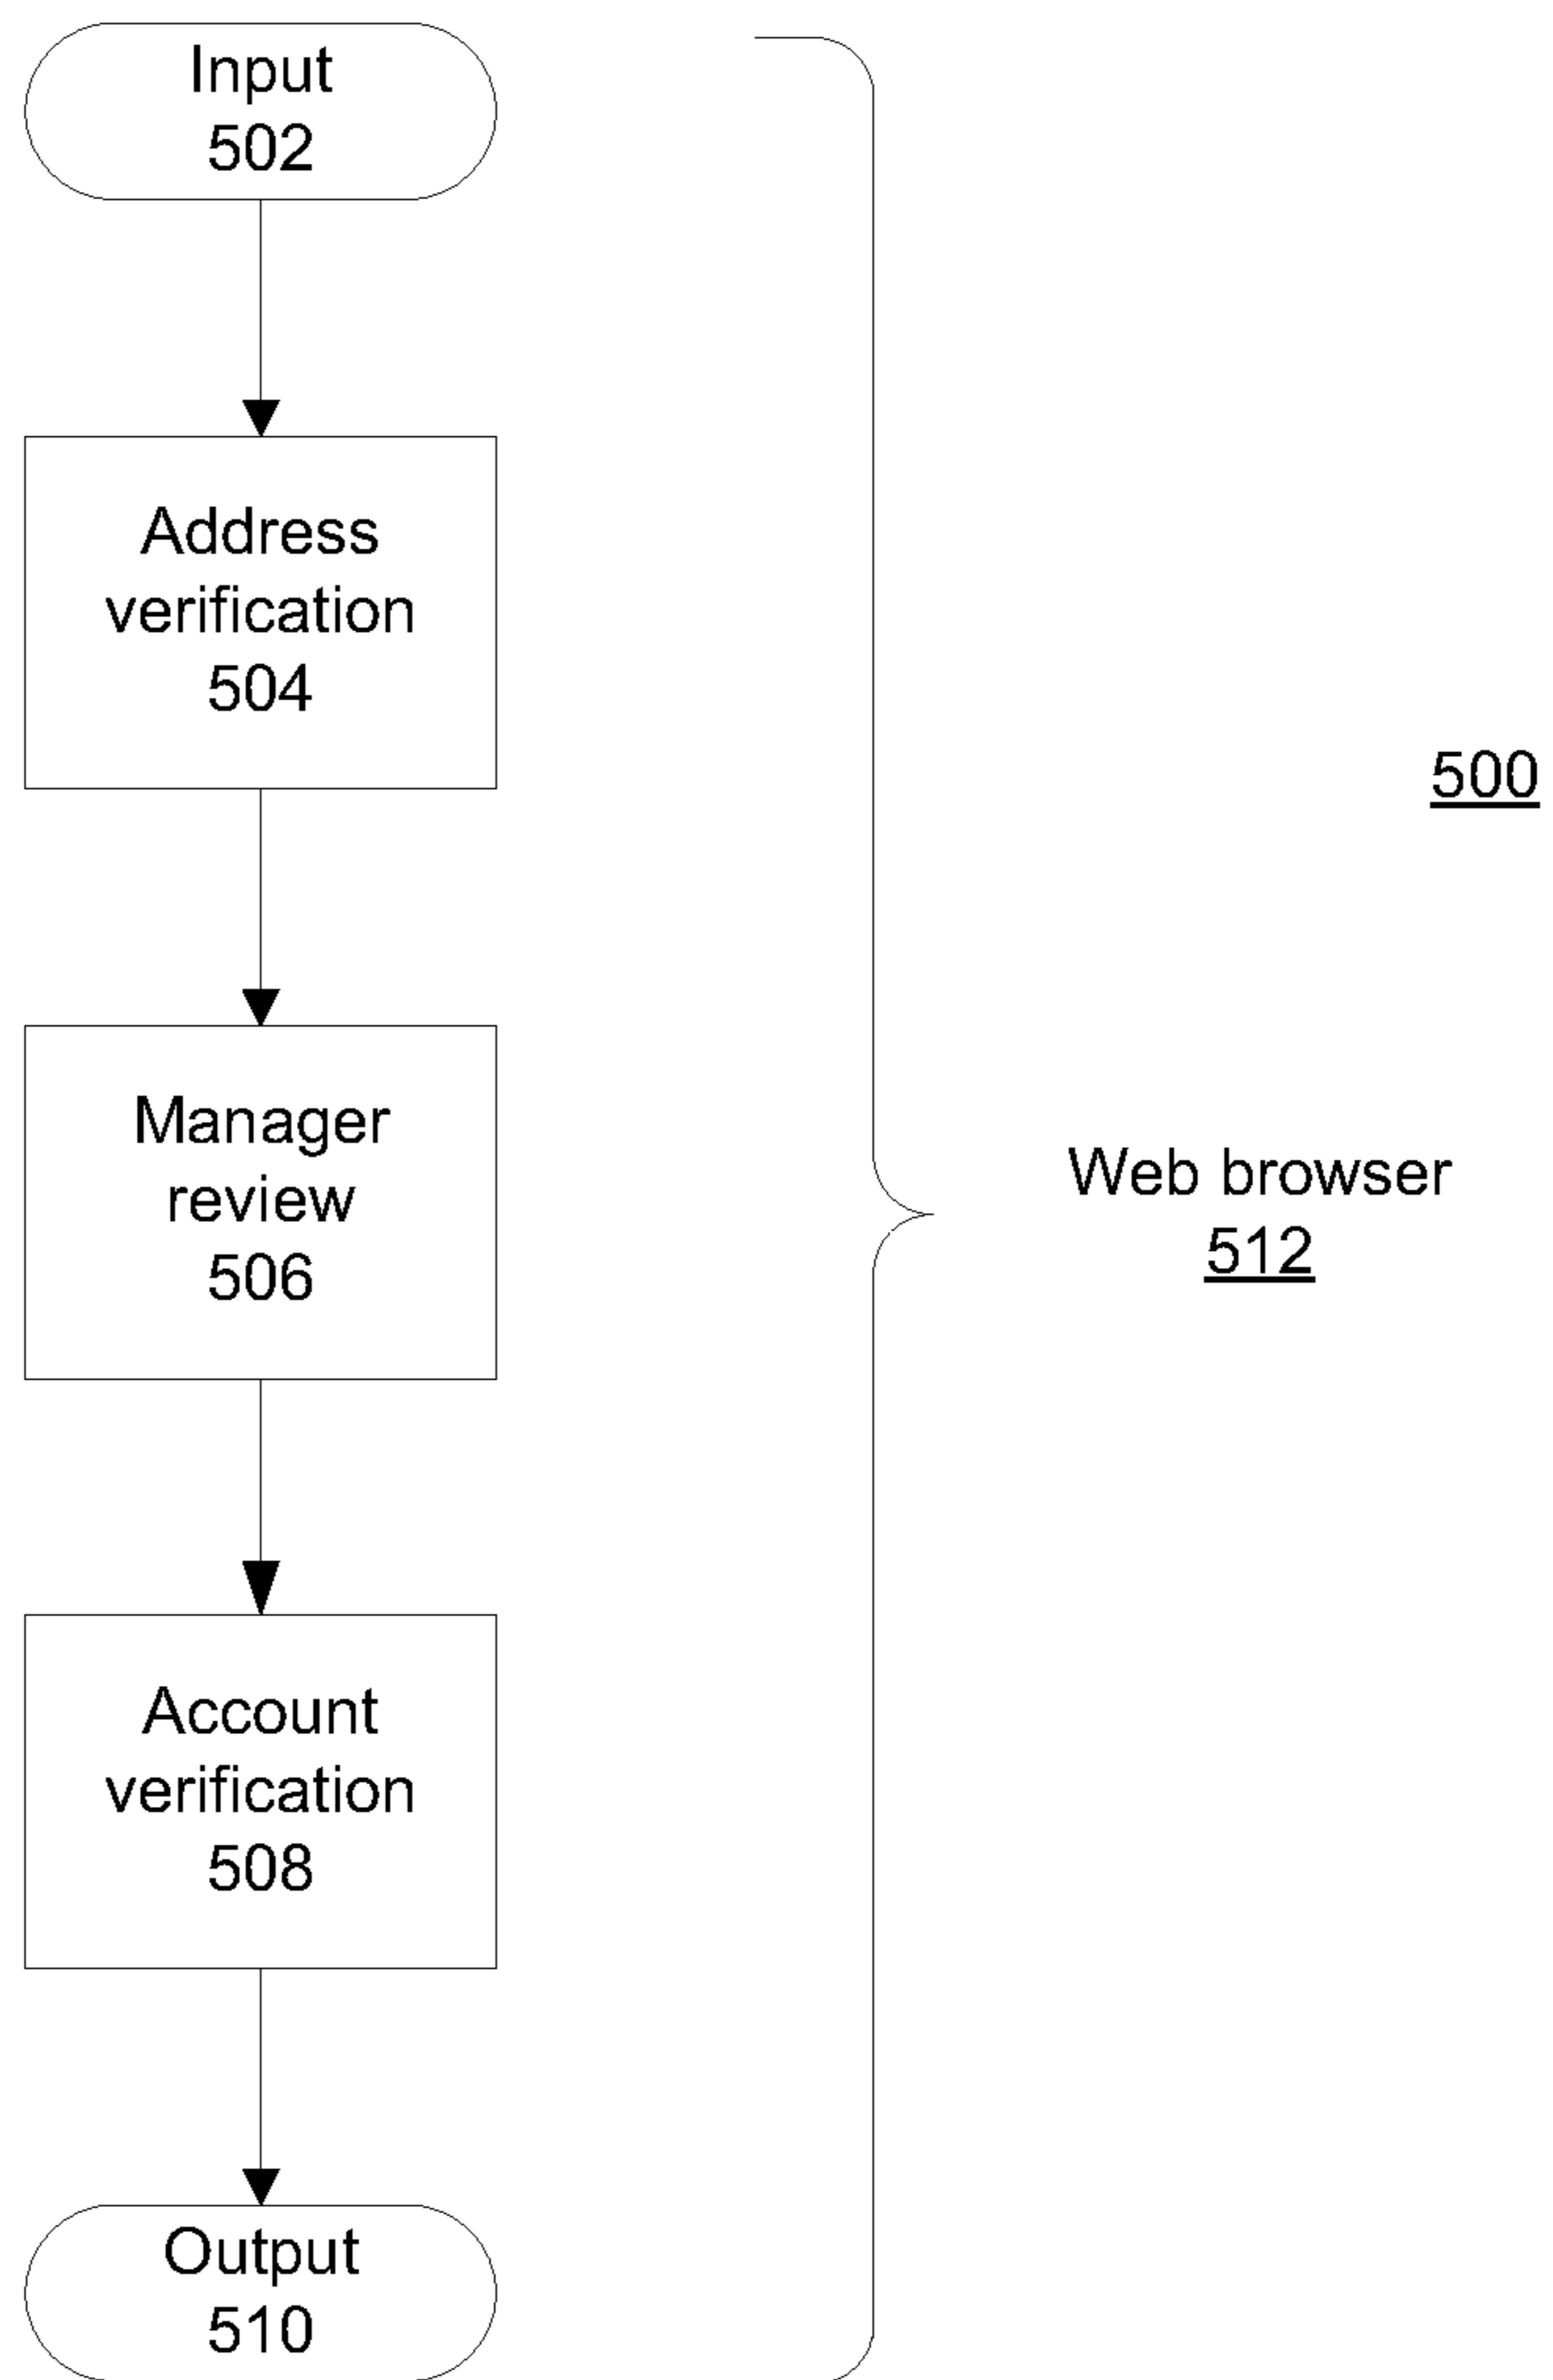 Input
502
Address
verification
504
500
Manager
review
506
Web browser
512
Account
verification
508
Output
510